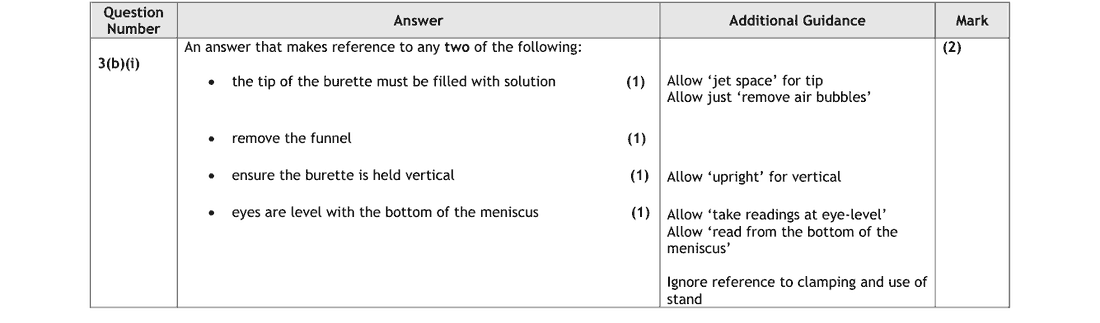 Question
Number
Answer
Additional Guidance
Mark
3(b)(i)
An answer that makes reference to any two of the following:
(2)
• the tip of the burette must be filled with solution (1)
Allow ‘jet space’ for tip
Allow just ‘remove air bubbles’
• remove the funnel (1)
• ensure the burette is held vertical (1)
Allow ‘upright’ for vertical
• eyes are level with the bottom of the meniscus (1)
Allow ‘take readings at eye-level’
Allow ‘read from the bottom of the
meniscus’
Ignore reference to clamping and use of
stand